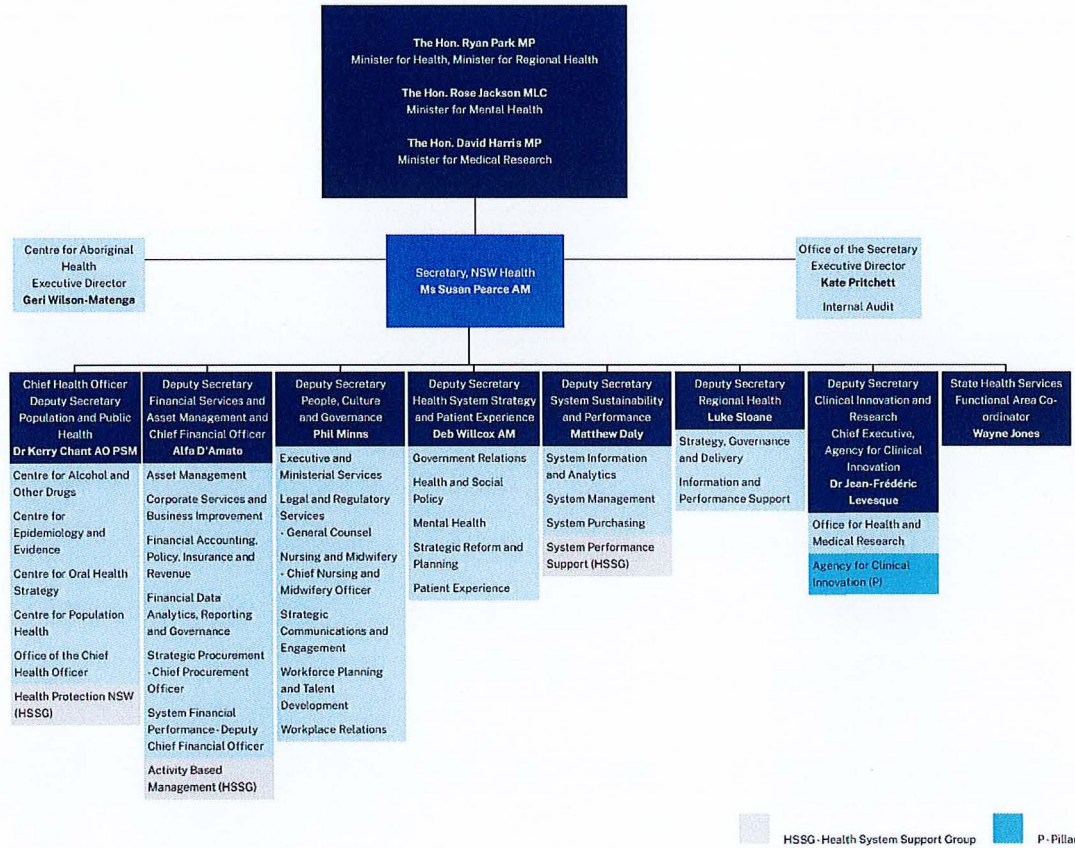 The Hon. Ryan Park MP
Minister for Health, Minister for Regional Health
The Hon. Rose Jackson MLC
Minister for Mental Health
The Hon. David Harris MP
Minister for Medical Research
Centre for Aboriginal
Health
Executive Director
Geri Wilson-Matenga
Secretary, NSW Health
Ms Susan Pearce AM
Office of the Secretary
Executive Director
Kate Pritchett
Internal Audit
Chief Health Officer
Deputy Secretary
Population and Public
Health
Dr Kerry Chant AO PSM
Centre for Alcohol and
Other Drugs
Centre for
Epidemiology and
Evidence
Centre for Oral Health
Strategy
Centre for Population
Health
Office of the Chief
Health Officer
Health Protection NSW
(HSSG)
Deputy Secretary
Financial Services and
Asset Management and
Chief Financial Officer
Alfa D'Amato
Asset Management
Corporate Services and
Business Improvement
Financial Accounting,
Policy, Insurance and
Revenue
Financial Data
Analytics, Reporting
and Governance
Strategic Procurement
-Chief Procurement
Officer
System Financial
Performance-Deputy
Chief Financial Officer
Activity Based
Management (HSSG)
Deputy Secretary
People, Culture
and Governance
Phil Minns
Executive and
Ministerial Services
Legal and Regulatory
Services
- General Counsel
Nursing and Midwifery
- Chief Nursing and
Midwifery Officer
Strategic
Communications and
Engagement
Workforce Planning
and Talent
Development
Workplace Relations
Deputy Secretary
Health System Strategy
and Patient Experience
Deb Willcox AM
Government Relations
Health and Social
Policy
Mental Health
Strategic Reform and
Planning
Patient Experience
Deputy Secretary
System Sustainability
and Performance
Matthew Daly
System Information
and Analytics
System Management
System Purchasing
System Performance
Support (HSSG)
Deputy Secretary
Regional Health
Luke Sloane
Strategy, Governance
and Delivery
Information and
Performance Support
Deputy Secretary
Clinical Innovation and
Research
Chief Executive,
Agency for Clinical
Innovation
Dr Jean-Frédéric
Levesque
Office for Health and
Medical Research
Agency for Clinical
Innovation (P)
State Health Services
Functional Area Co-
ordinator
Wayne Jones
HSSG-Health System Support Group
P-Pillar